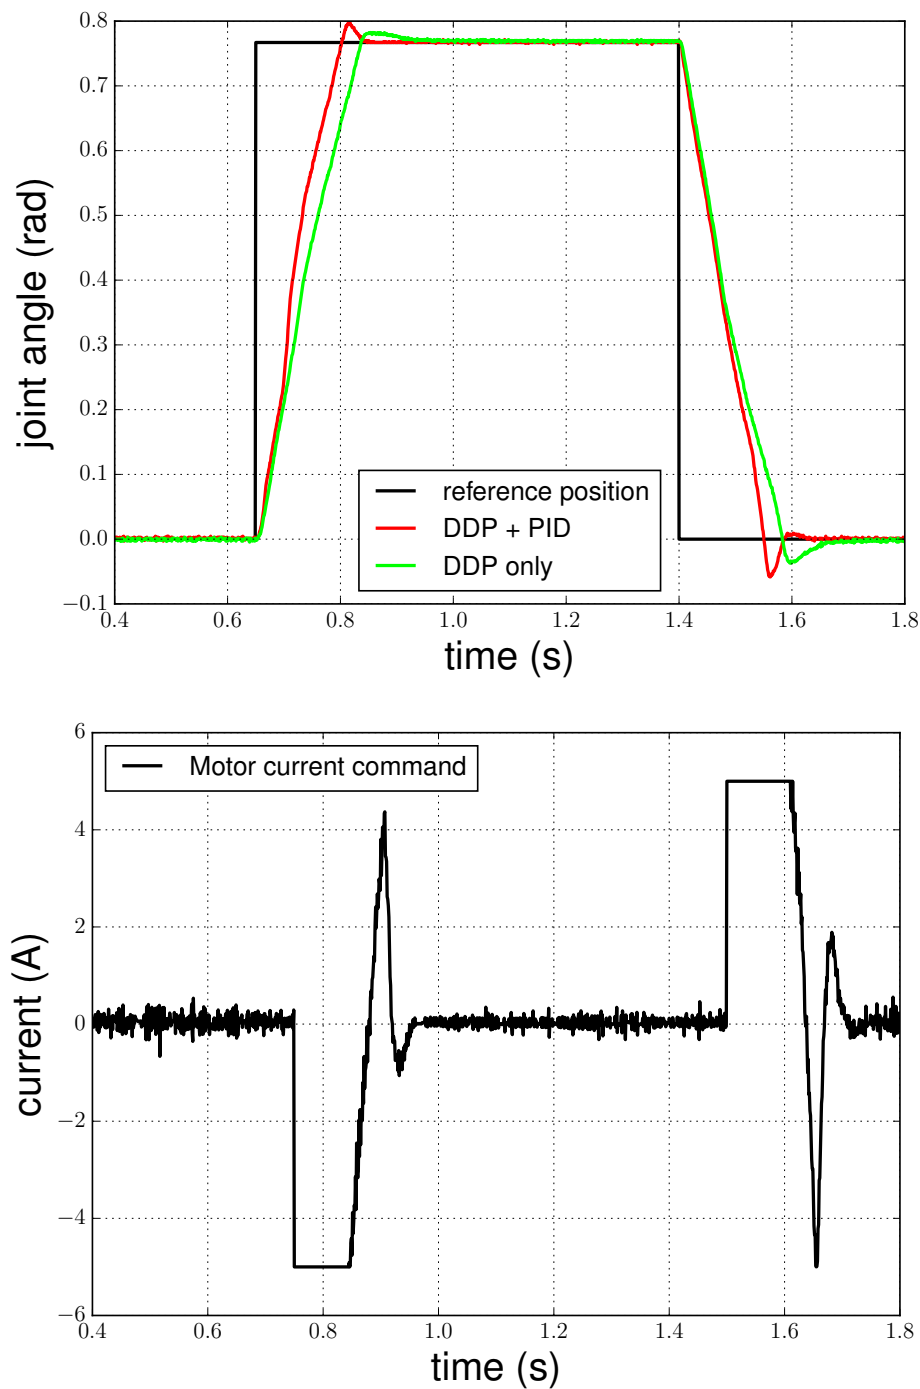 0.8
0.7
0.6
0.5
0.4
0.3
0.2
0.1
0.0
−0.1
joint angle (rad)
reference position
DDP + PID
DDP only
0.4 0.6 0.8 1.0 1.2 1.4 1.6 1.8
time (s)
6
4
2
0
−2
−4
−6
current (A)
Motor current command
0.4 0.6 0.8 1.0 1.2 1.4 1.6 1.8
time (s)